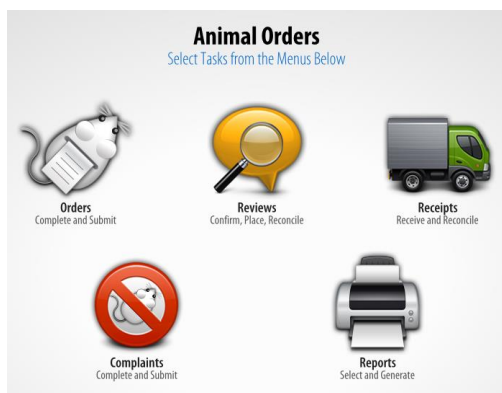 Animal Orders
Select Tasks from the Menus Below
Orders
Complete and Submit
Reviews
Confirm, Place, Reconcile
Receipts
Receive and Reconcile
Complaints
Complete and Submit
Reports
Select and Generate